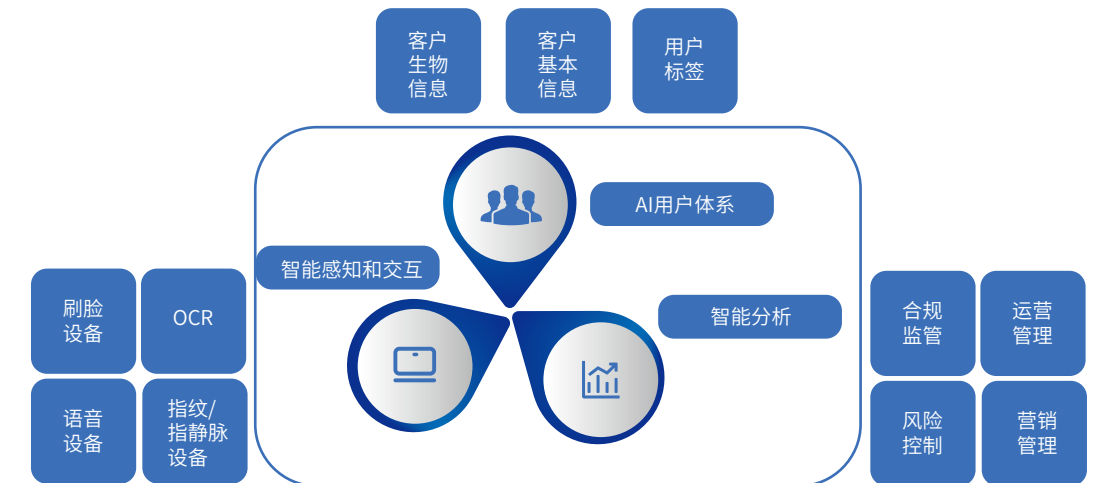 客户
生物
信息
客户
基本
信息
用户
标签
AI用户体系
智能感知和交互
智能分析
刷脸
设备
OCR
语音
设备
指纹/
指静脉
设备
合规
监管
运营
管理
风险
控制
营销
管理